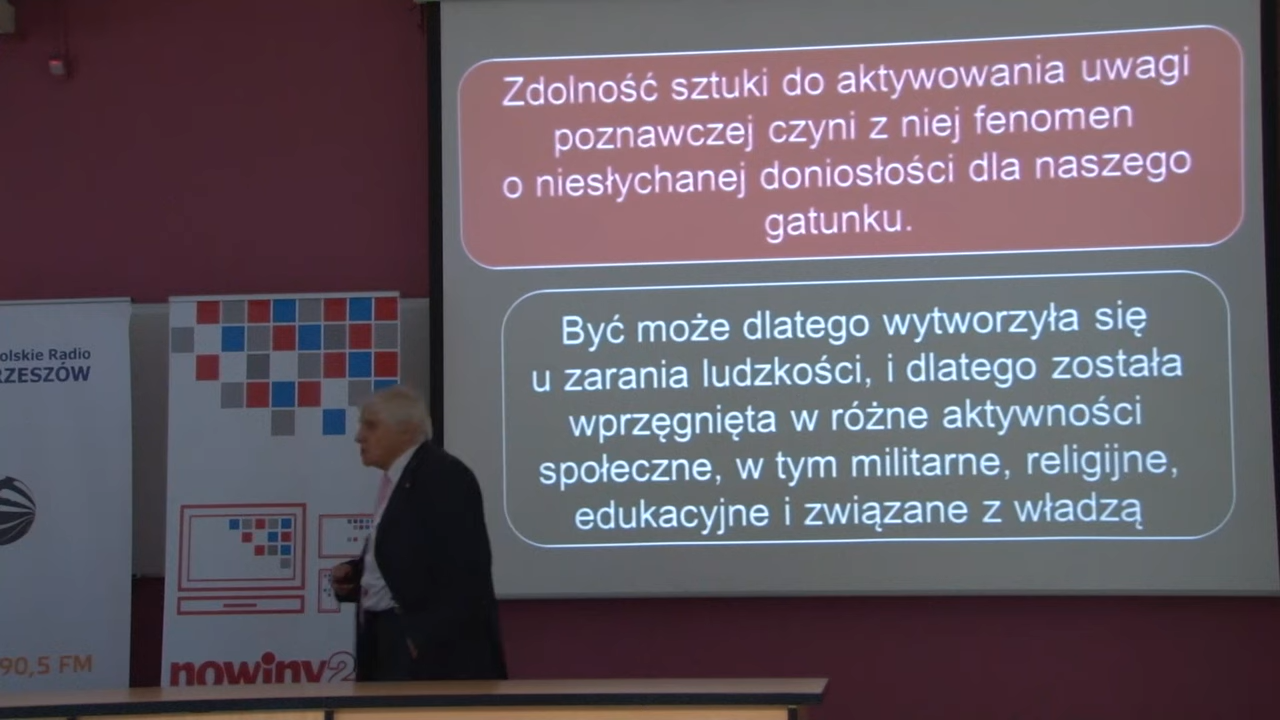 Zdolność sztuki do aktywowania uwagi
poznawczej czyni z niej fenomen
o niesłychanej doniosłości dla naszego
gatunku.
Być może dlatego wytworzyła się
u zarania ludzkości, i dlatego została
wprzęgnięta w różne aktywności
społeczne, w tym militarne, religijne,
edukacyjne i związane z władzą
olskie Radio
RZESZÓW
90,5 FM
nowiny2